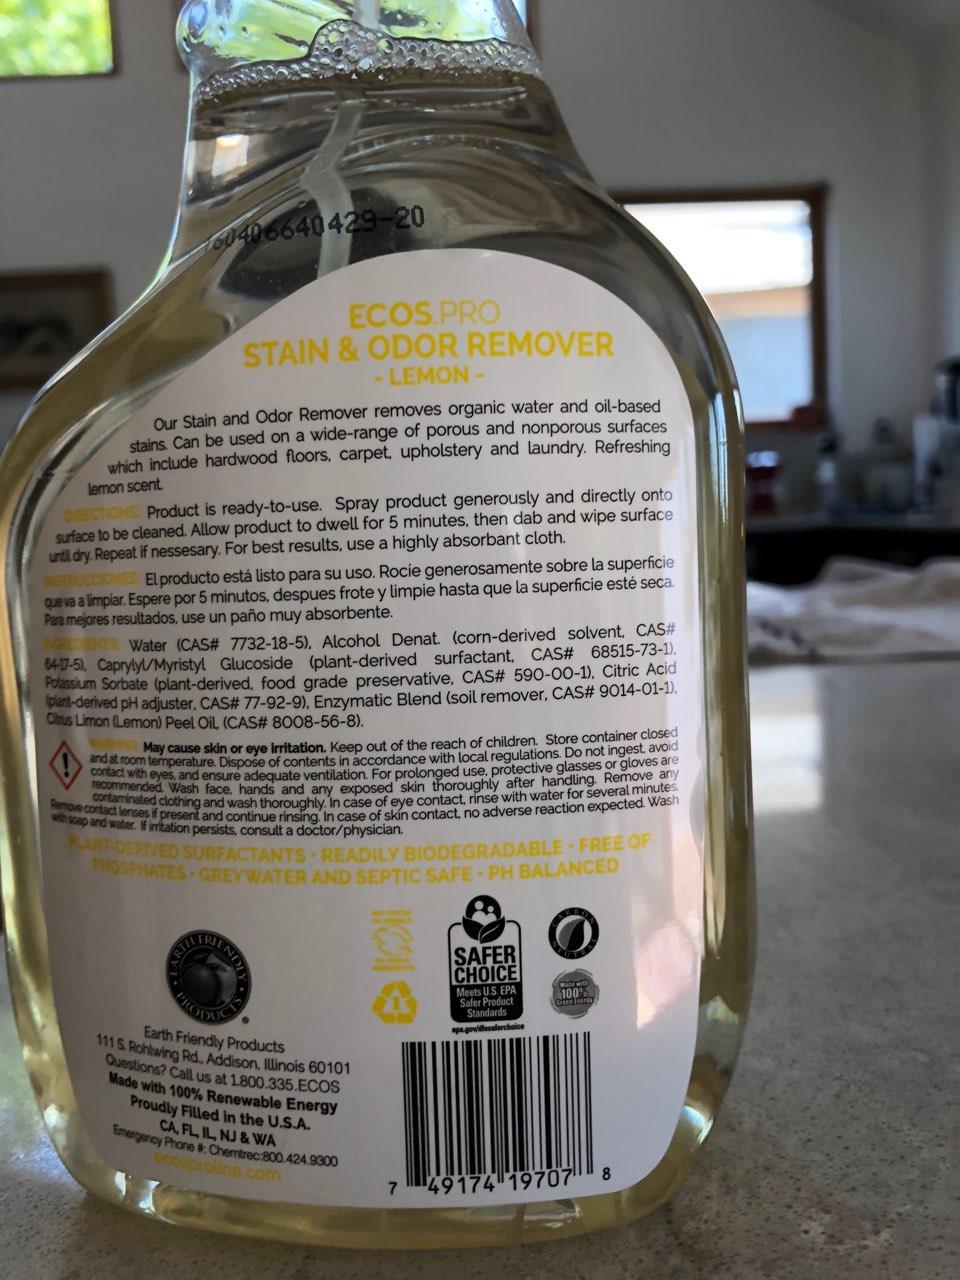 60406640429-20
ECOS.PRO
STAIN & ODOR REMOVER
- LEMON -
Our Stain and Odor Remover removes organic water and oil-based
stains. Can be used on a wide-range of porous and nonporous surfaces
which include hardwood floors, carpet, upholstery and laundry. Refreshing
lemon scent.
DIRECTIONS: Product is ready-to-use. Spray product generously and directly onto
surface to be cleaned. Allow product to dwell for 5 minutes, then dab and wipe surface
until dry. Repeat if nessesary. For best results, use a highly absorbant cloth.
INSTRUCCIONES: El producto está listo para su uso. Rocíe generosamente sobre la superficie
que va a limpiar. Espere por 5 minutos, despues frote y limpie hasta que la superficie esté seca.
Para mejores resultados, use un paño muy absorbente.
INGREDIENTS: Water (CAS# 7732-18-5), Alcohol Denat. (corn-derived solvent, CAS#
64-17-5), Caprylyl/Myristyl Glucoside (plant-derived surfactant, CAS# 68515-73-1),
Potassium Sorbate (plant-derived, food grade preservative, CAS# 590-00-1), Citric Acid
(plant-derived pH adjuster, CAS# 77-92-9), Enzymatic Blend (soil remover, CAS# 9014-01-1),
Citrus Limon (Lemon) Peel Oil, (CAS# 8008-56-8).
WARNING: May cause skin or eye irritation. Keep out of the reach of children. Store container closed
and at room temperature. Dispose of contents in accordance with local regulations. Do not ingest, avoid
contact with eyes, and ensure adequate ventilation. For prolonged use, protective glasses or gloves are
recommended. Wash face, hands and any exposed skin thoroughly after handling. Remove any
contaminated clothing and wash thoroughly. In case of eye contact, rinse with water for several minutes.
Remove contact lenses if present and continue rinsing. In case of skin contact, no adverse reaction expected. Wash
with soap and water. If irritation persists, consult a doctor/physician.
PLANT-DERIVED SURFACTANTS • READILY BIODEGRADABLE • FREE OF
PHOSPHATES • GREYWATER AND SEPTIC SAFE • PH BALANCED
EARTH FRIENDLY
PRODUCTS
®
NOT TESTED
ON ANIMALS
NO ANIMAL
INGREDIENTS
1
SAFER
CHOICE
Meets U.S. EPA
Safer Product
Standards
epa.gov/dfe/saferchoice
CARBON
NEUTRAL
Made with
100%
Green Energy
Earth Friendly Products
111 S. Rohlwing Rd., Addison, Illinois 60101
Questions? Call us at 1.800.335.ECOS
Made with 100% Renewable Energy
Proudly Filled in the U.S.A.
CA, FL, IL, NJ & WA
Emergency Phone #: Chemtrec:800.424.9300
ecosproline.com
7 49174 19707 8